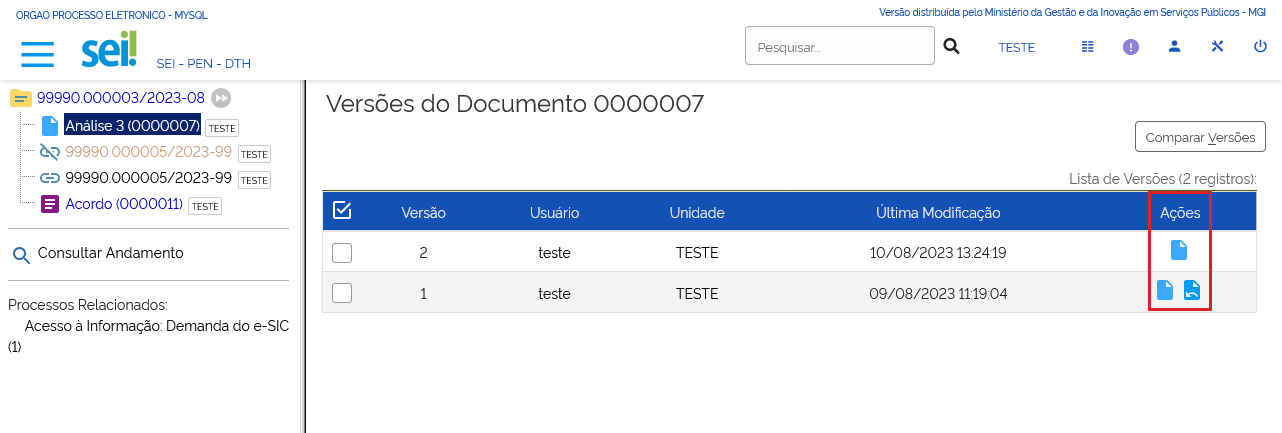 ORGAO PROCESSO ELETRONICO - MYSQL
Versão distribuída pelo Ministério da Gestão e da Inovação em Serviços Públicos - MGI
sei!
SEI - PEN - DTH
Pesquisar...
TESTE
99990.000003/2023-08
Análise 3 (0000007) TESTE
99990.000005/2023-99 TESTE
99990.000005/2023-99 TESTE
Acordo (0000011) TESTE
Consultar Andamento
Processos Relacionados:
Acesso à Informação: Demanda do e-SIC
(1)
Versões do Documento 0000007
Comparar Versões
Lista de Versões (2 registros):
Versão Usuário Unidade Última Modificação Ações
2 teste TESTE 10/08/2023 13:24:19
1 teste TESTE 09/08/2023 11:19:04